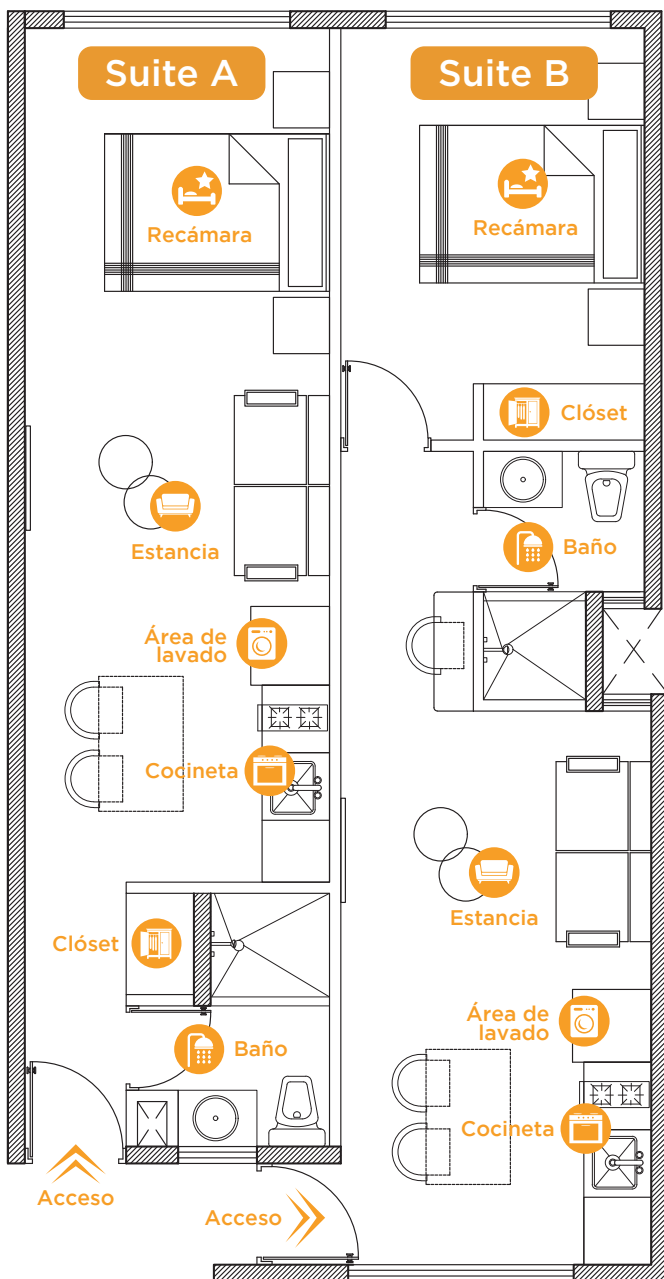 Suite A
Suite B
Recámara
Recámara
Clóset
Estancia
Baño
Área de
lavado
Cocineta
Estancia
Clóset
Área de
lavado
Baño
Cocineta
Acceso
Acceso